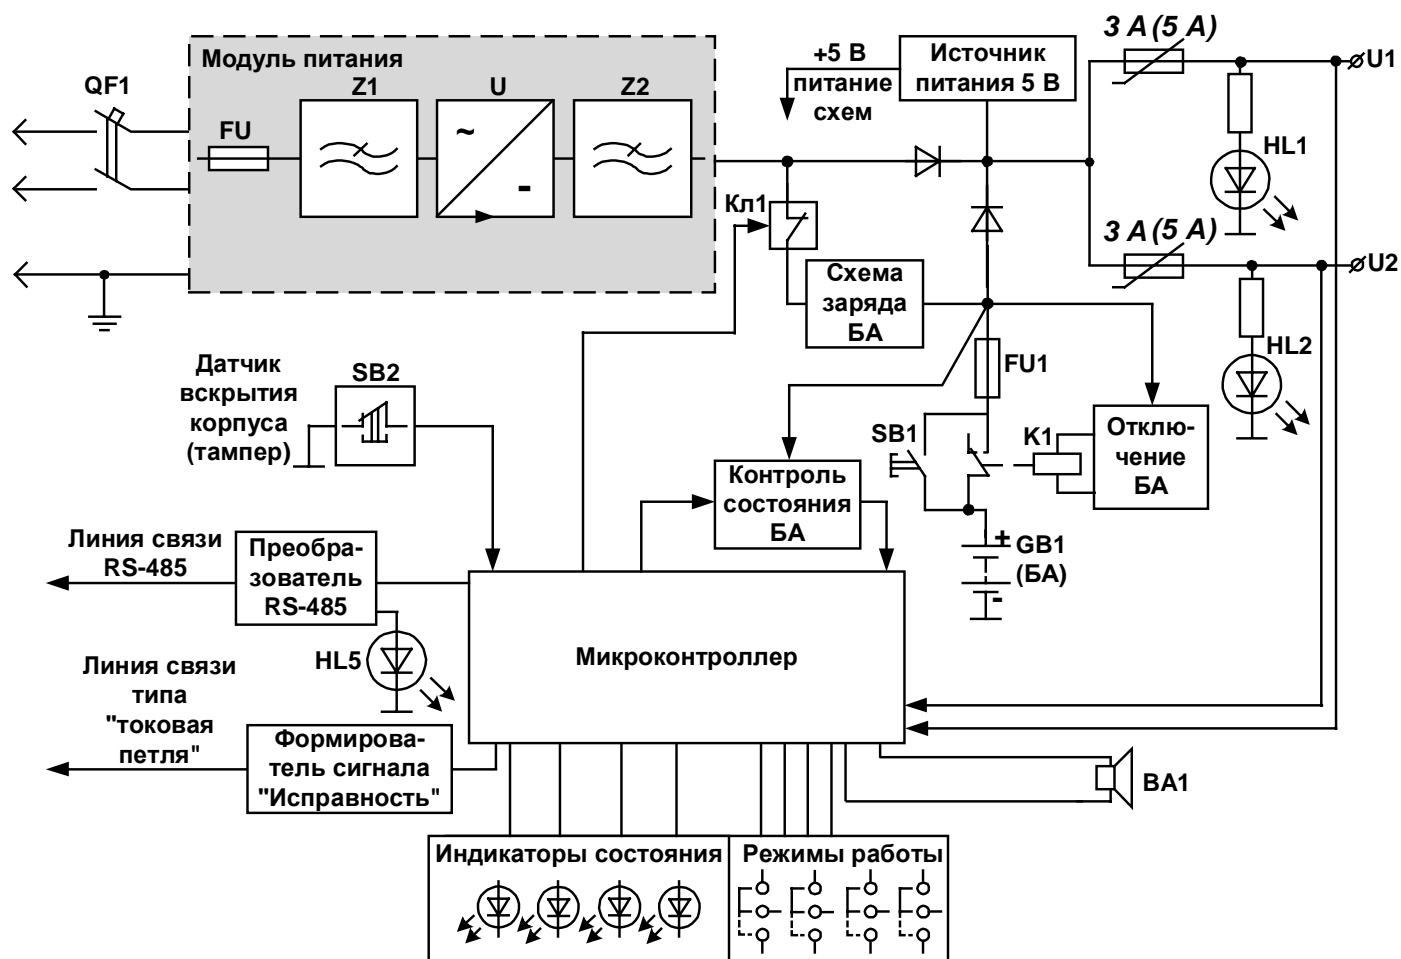 3 А (5 А)
U1
+5 В
питание
схем
Источник
питания 5 В
Модуль питания
QF1
FU
Z1
U
Z2
~
-
HL1
Кл1
3 А (5 А)
U2
Схема
заряда
БА
HL2
FU1
Датчик
вскрытия
корпуса
(тампер)
SB2
SB1
K1
Отклю-
чение
БА
Контроль
состояния
БА
+
GB1
(БА)
-
Линия связи
RS-485
Преобра-
зователь
RS-485
HL5
Микроконтроллер
Линия связи
типа
"токовая
петля"
Формирова-
тель сигнала
"Исправность"
BA1
Индикаторы состояния
Режимы работы